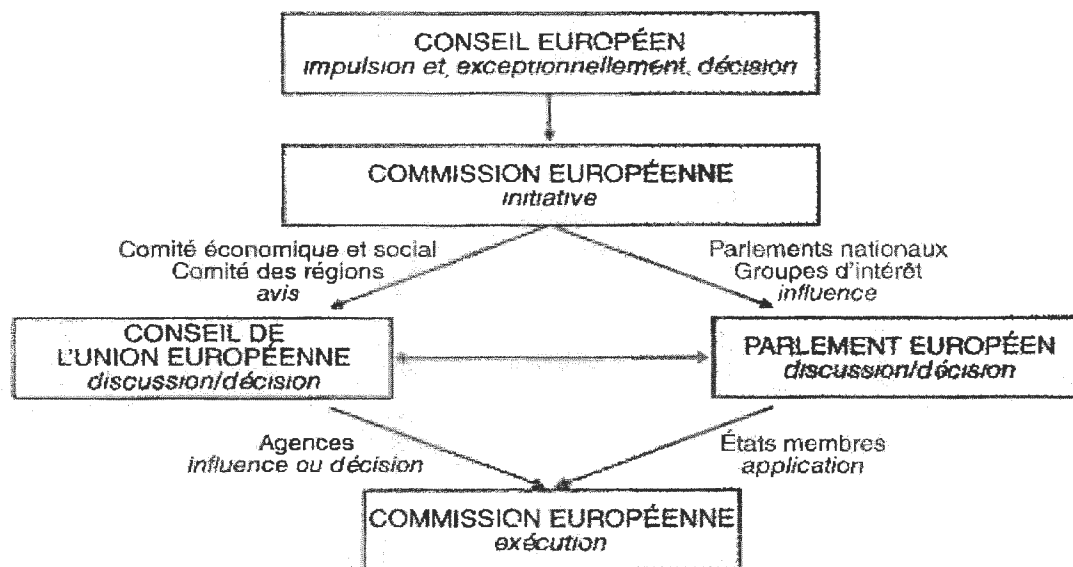 CONSEIL EUROPÉEN
impulsion et, exceptionnellement, décision
COMMISSION EUROPÉENNE
initiative
Comité économique et social
Comité des régions
avis
Parlements nationaux
Groupes d'intérêt
influence
CONSEIL DE
L'UNION EUROPÉENNE
discussion/décision
PARLEMENT EUROPÉEN
discussion/décision
Agences
influence ou décision
États membres
application
COMMISSION EUROPÉENNE
exécution